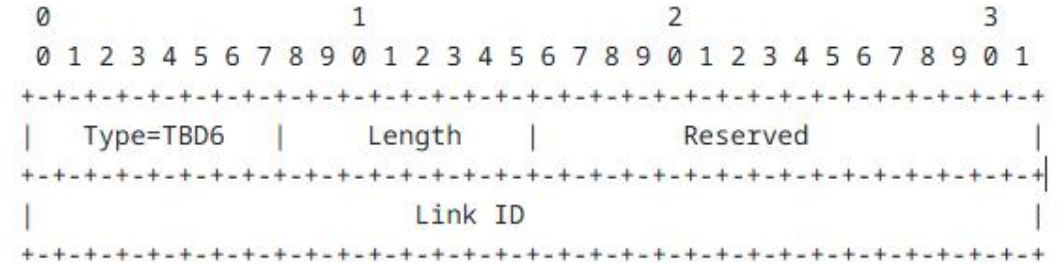 0                   1                   2                   3
 0 1 2 3 4 5 6 7 8 9 0 1 2 3 4 5 6 7 8 9 0 1 2 3 4 5 6 7 8 9 0 1
+-+-+-+-+-+-+-+-+-+-+-+-+-+-+-+-+-+-+-+-+-+-+-+-+-+-+-+-+-+-+-+-+
|   Type=TBD6   |     Length    |         Reserved              |
+-+-+-+-+-+-+-+-+-+-+-+-+-+-+-+-+-+-+-+-+-+-+-+-+-+-+-+-+-+-+-+-+
|                        Link ID                                |
+-+-+-+-+-+-+-+-+-+-+-+-+-+-+-+-+-+-+-+-+-+-+-+-+-+-+-+-+-+-+-+-+